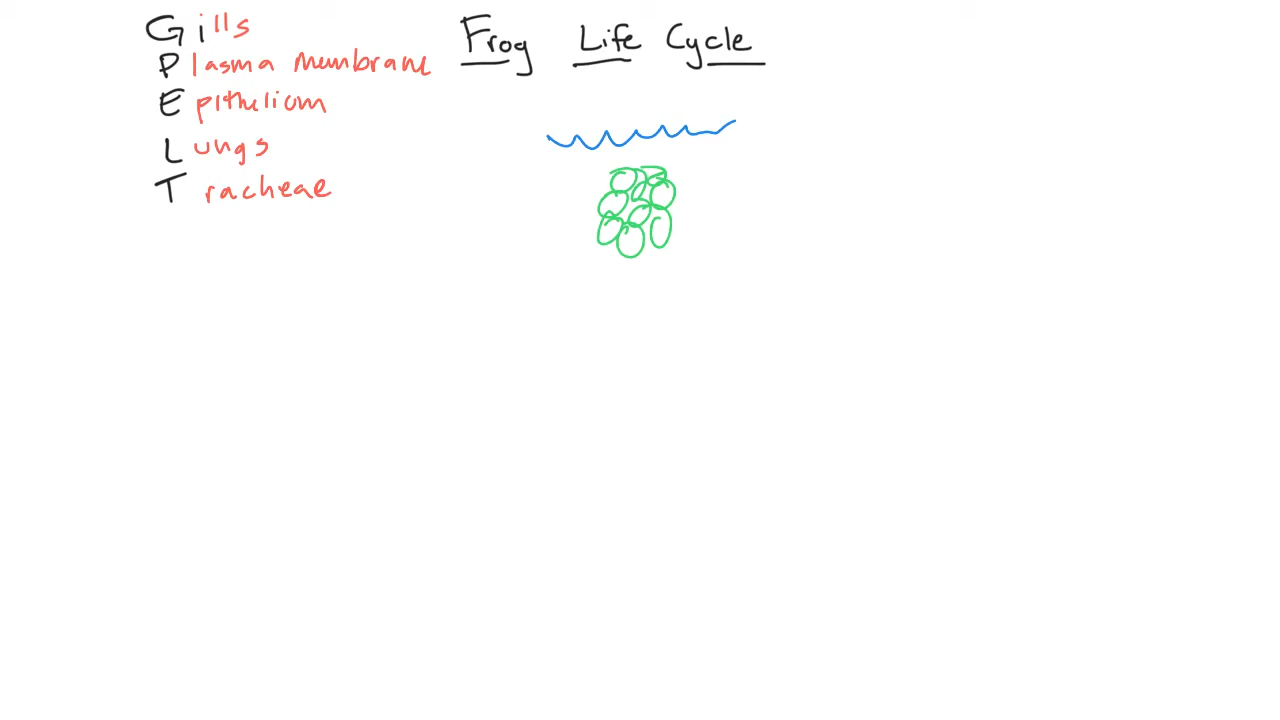 Gills
Plasma membrane
Epithelium
Lungs
Tracheae
Frog Life Cycle